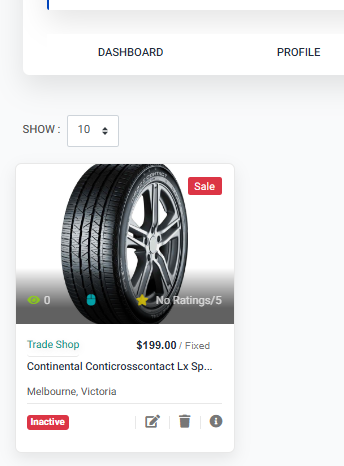 DASHBOARD PROFILE
SHOW : 10
Sale
0 No Ratings/5
Trade Shop $199.00 / Fixed
Continental Conticrosscontact Lx Sp...
Melbourne, Victoria
Inactive